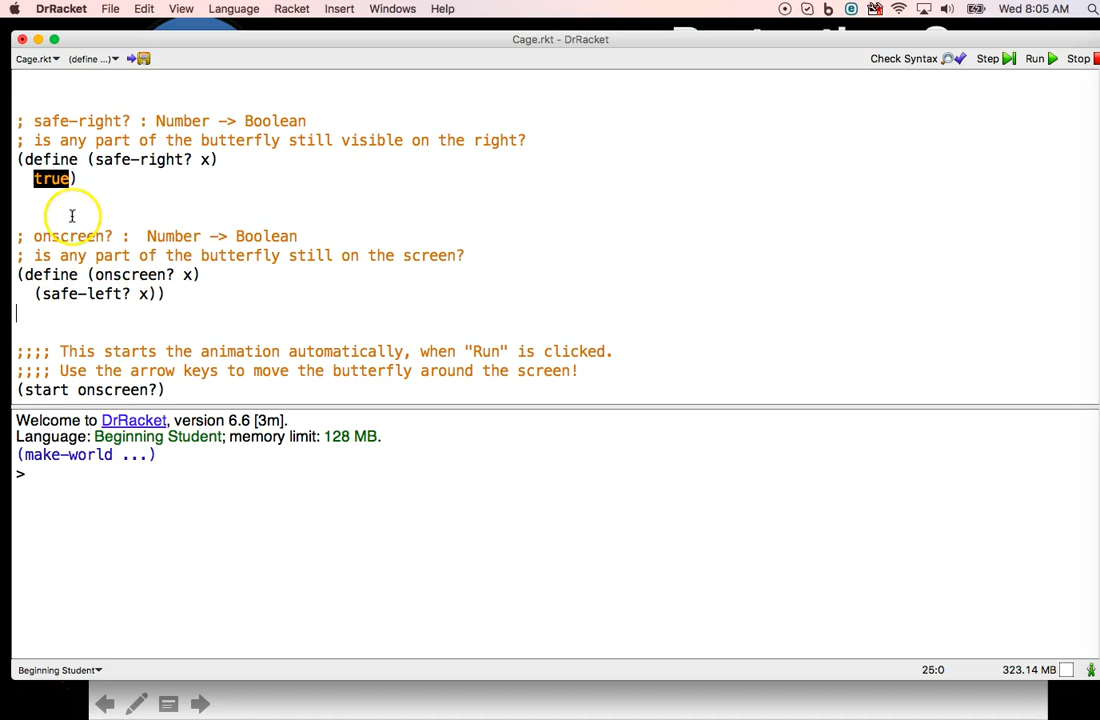 DrRacket File Edit View Language Racket Insert Windows Help Wed 8:05 AM
Cage.rkt - DrRacket
Cage.rkt (define ...) Check Syntax Step Run Stop
; safe-right? : Number -> Boolean
; is any part of the butterfly still visible on the right?
(define (safe-right? x)
true)
; onscreen? : Number -> Boolean
; is any part of the butterfly still on the screen?
(define (onscreen? x)
(safe-left? x))
;;;; This starts the animation automatically, when "Run" is clicked.
;;;; Use the arrow keys to move the butterfly around the screen!
(start onscreen?)
Welcome to DrRacket, version 6.6 [3m].
Language: Beginning Student; memory limit: 128 MB.
(make-world ...)
>
Beginning Student 25:0 323.14 MB